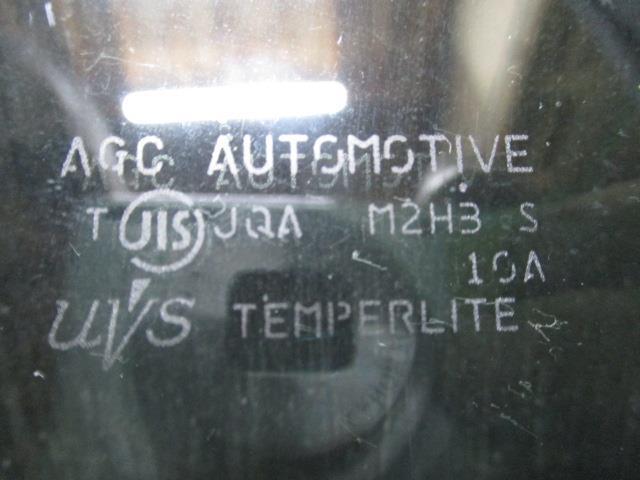 AGC AUTOMOTIVE
T JIS JQA M2H3 S
10A
UVS TEMPERLITE